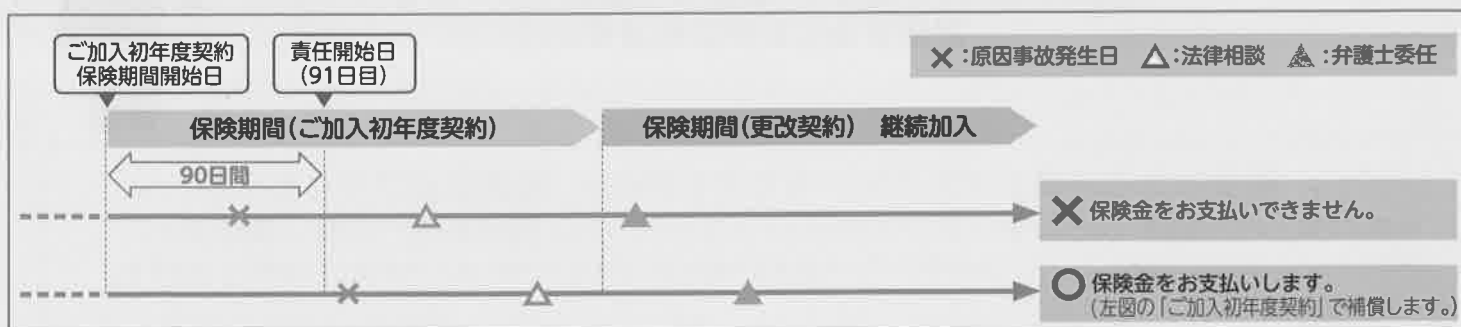 ご加入初年度契約
保険期間開始日
責任開始日
(91日目)
×:原因事故発生日 △:法律相談 ▲:弁護士委任
保険期間(ご加入初年度契約)
保険期間(更改契約) 継続加入
90日間
×保険金をお支払いできません。
○保険金をお支払いします。
(左図の「ご加入初年度契約」で補償します。)